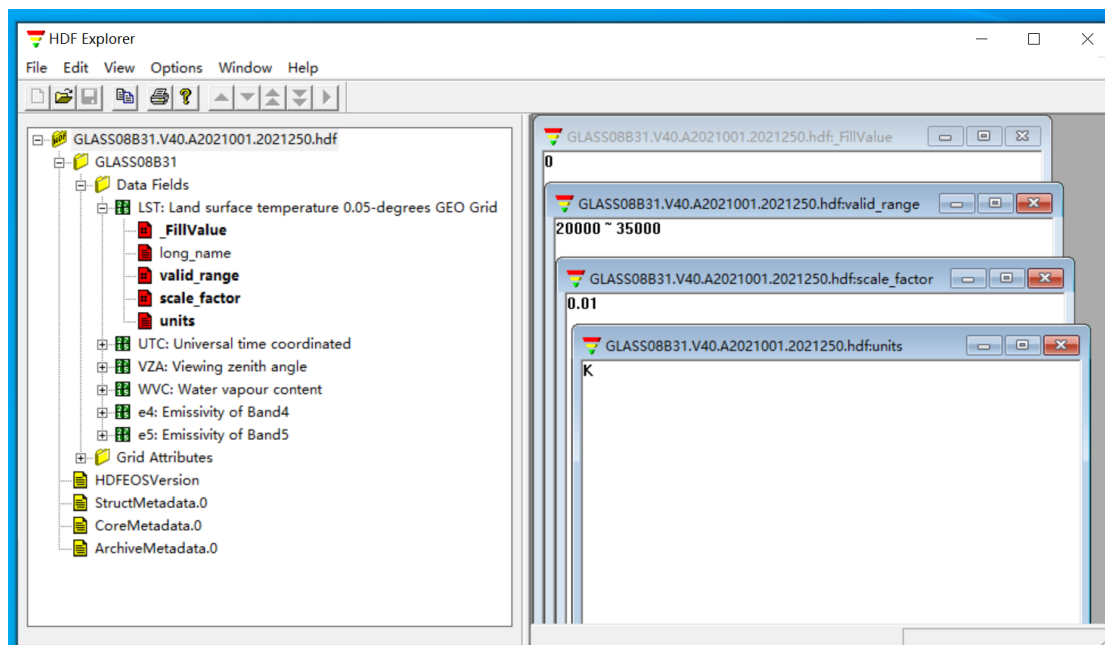 HDF Explorer
File Edit View Options Window Help
GLASS08B31.V40.A2021001.2021250.hdf
GLASS08B31
Data Fields
LST: Land surface temperature 0.05-degrees GEO Grid
_FillValue
long_name
valid_range
scale_factor
units
UTC: Universal time coordinated
VZA: Viewing zenith angle
WVC: Water vapour content
e4: Emissivity of Band4
e5: Emissivity of Band5
Grid Attributes
HDFEOSVersion
StructMetadata.0
CoreMetadata.0
ArchiveMetadata.0
GLASS08B31.V40.A2021001.2021250.hdf:_FillValue
0
GLASS08B31.V40.A2021001.2021250.hdf:valid_range
20000 ~ 35000
GLASS08B31.V40.A2021001.2021250.hdf:scale_factor
0.01
GLASS08B31.V40.A2021001.2021250.hdf:units
K